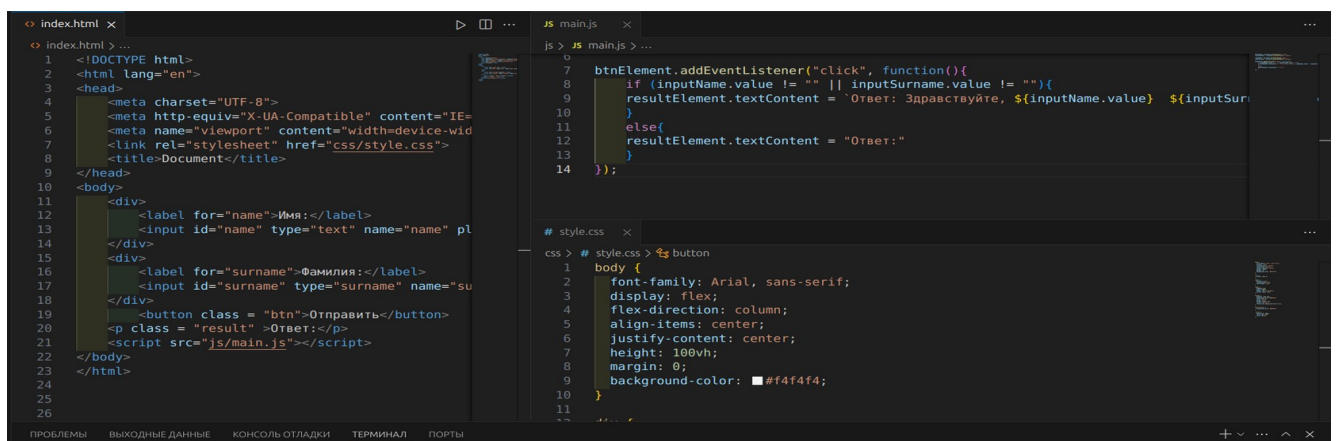 index.html
index.html > ...
1 <!DOCTYPE html>
2 <html lang="en">
3 <head>
4 <meta charset="UTF-8">
5 <meta http-equiv="X-UA-Compatible" content="IE=
6 <meta name="viewport" content="width=device-wid
7 <link rel="stylesheet" href="css/style.css">
8 <title>Document</title>
9 </head>
10 <body>
11 <div>
12 <label for="name">Имя:</label>
13 <input id="name" type="text" name="name" pl
14 </div>
15 <div>
16 <label for="surname">Фамилия:</label>
17 <input id="surname" type="surname" name="su
18 </div>
19 <button class = "btn">Отправить</button>
20 <p class = "result" >Ответ:</p>
21 <script src="js/main.js"></script>
22 </body>
23 </html>
24
25
26
JS main.js
js > JS main.js > ...
6
7 btnElement.addEventListener("click", function(){
8 if (inputName.value != "" || inputSurname.value != ""){
9 resultElement.textContent = `Ответ: Здравствуйте, ${inputName.value} ${inputSur
10 }
11 else{
12 resultElement.textContent = "Ответ:"
13 }
14 });
# style.css
css > # style.css > button
1 body {
2 font-family: Arial, sans-serif;
3 display: flex;
4 flex-direction: column;
5 align-items: center;
6 justify-content: center;
7 height: 100vh;
8 margin: 0;
9 background-color: #f4f4f4;
10 }
11
ПРОБЛЕМЫ ВЫХОДНЫЕ ДАННЫЕ КОНСОЛЬ ОТЛАДКИ ТЕРМИНАЛ ПОРТЫ